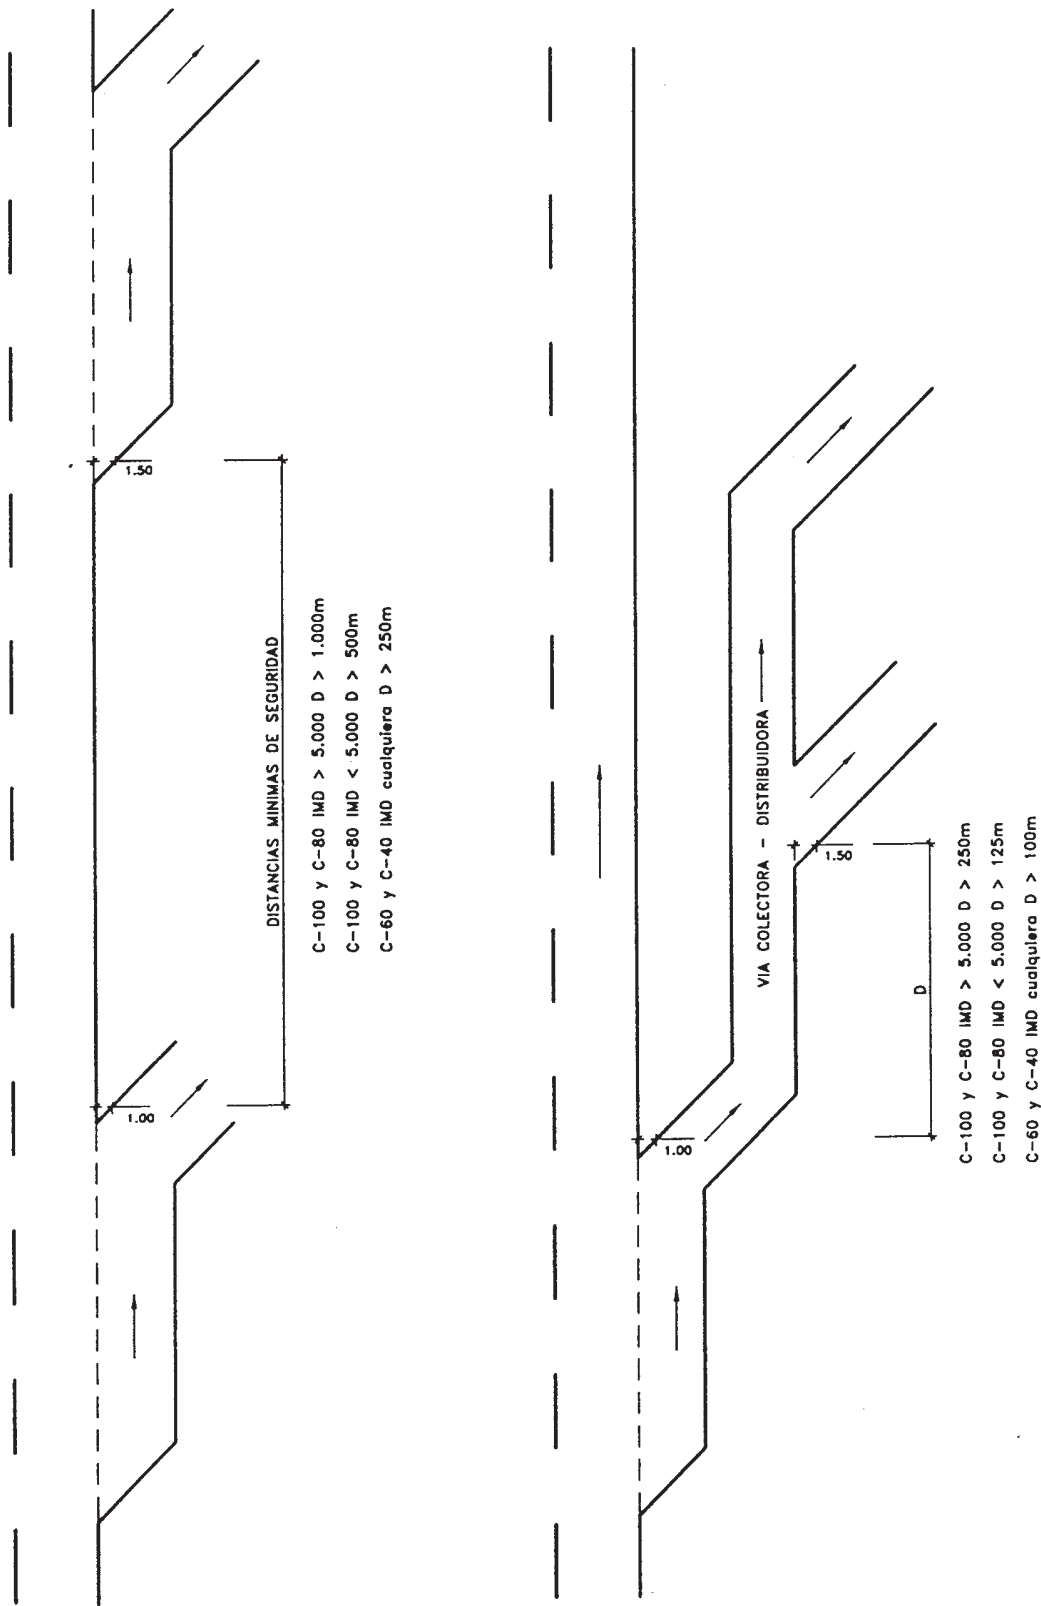 1.50
DISTANCIAS MINIMAS DE SEGURIDAD
1.00
C-100 y C-80 IMD > 5.000 D > 1.000m
C-100 y C-80 IMD < 5.000 D > 500m
C-60 y C-40 IMD cualquiera D > 250m
VIA COLECTORA - DISTRIBUIDORA
1.50
1.00
D
C-100 y C-80 IMD > 5.000 D > 250m
C-100 y C-80 IMD < 5.000 D > 125m
C-60 y C-40 IMD cualquiera D > 100m